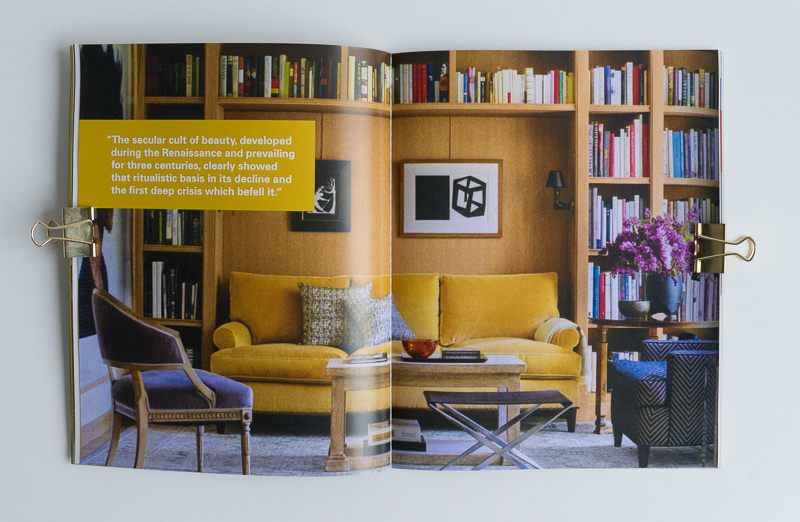 “The secular cult of beauty, developed
during the Renaissance and prevailing
for three centuries, clearly showed
that ritualistic basis in its decline and
the first deep crisis which befell it.”